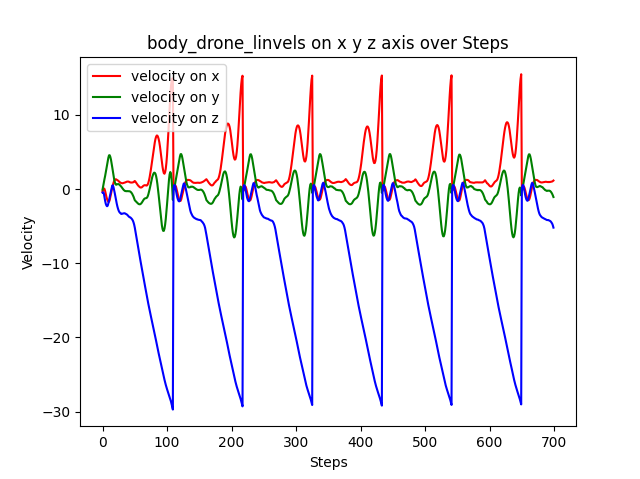 body_drone_linvels on x y z axis over Steps
velocity on x
velocity on y
velocity on z
10
0
−10
−20
−30
Velocity
0 100 200 300 400 500 600 700
Steps